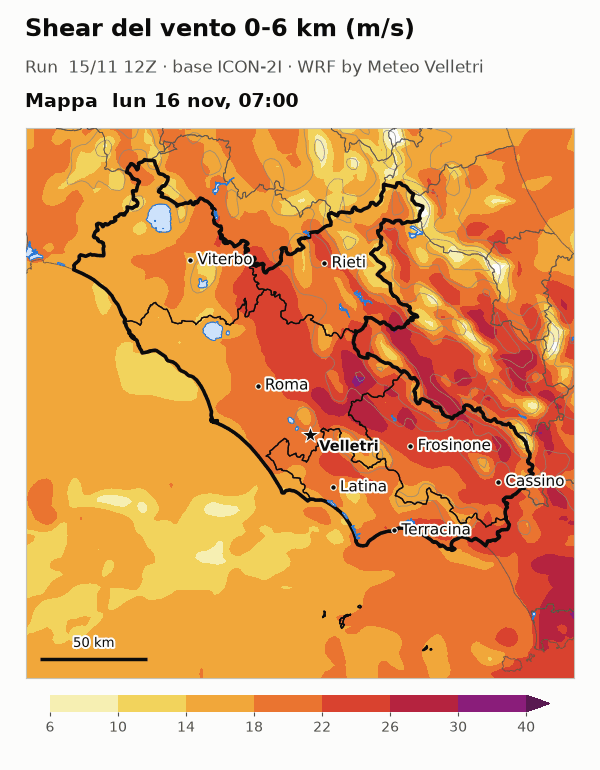 Shear del vento 0-6 km (m/s)
Run  15/11 12Z · base ICON-2I · WRF by Meteo Velletri
Mappa  lun 16 nov, 07:00
Viterbo
Rieti
Roma
Velletri
Frosinone
Latina
Cassino
Terracina
50 km
6 10 14 18 22 26 30 40